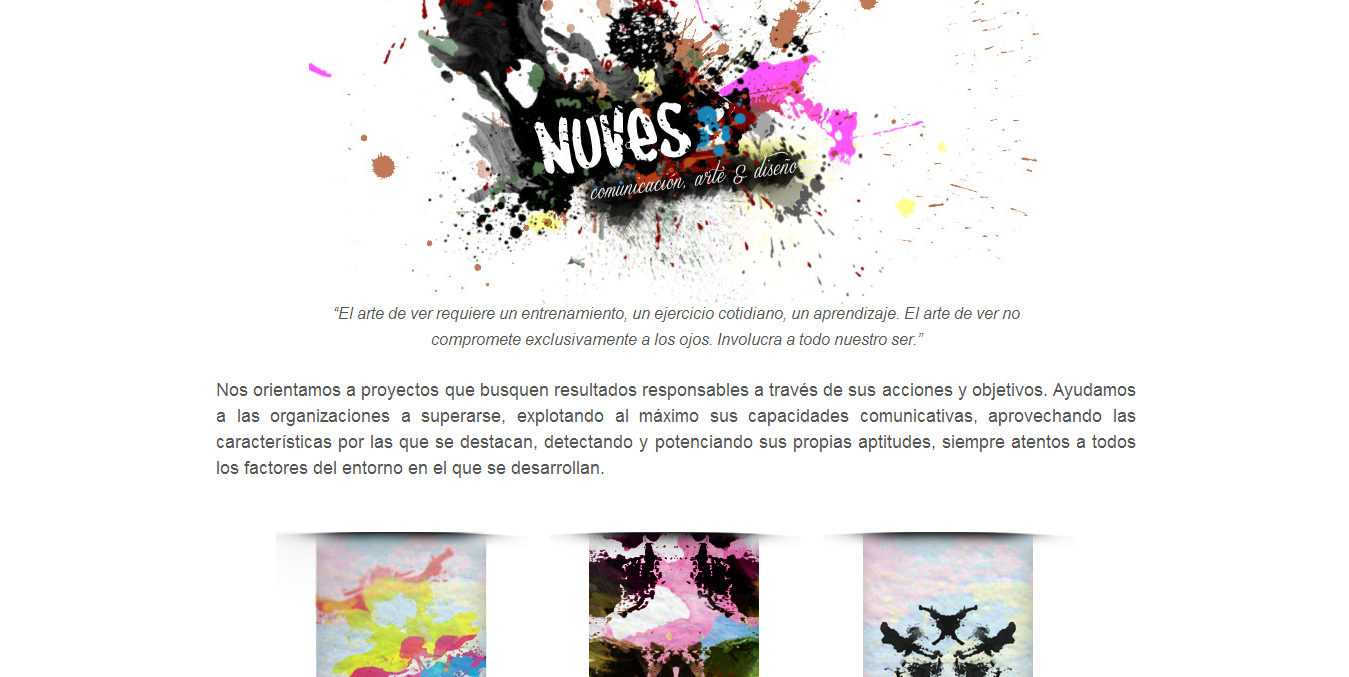 NUVES
comunicación, arte & diseño
“El arte de ver requiere un entrenamiento, un ejercicio cotidiano, un aprendizaje. El arte de ver no
compromete exclusivamente a los ojos. Involucra a todo nuestro ser.”
Nos orientamos a proyectos que busquen resultados responsables a través de sus acciones y objetivos. Ayudamos
a las organizaciones a superarse, explotando al máximo sus capacidades comunicativas, aprovechando las
características por las que se destacan, detectando y potenciando sus propias aptitudes, siempre atentos a todos
los factores del entorno en el que se desarrollan.